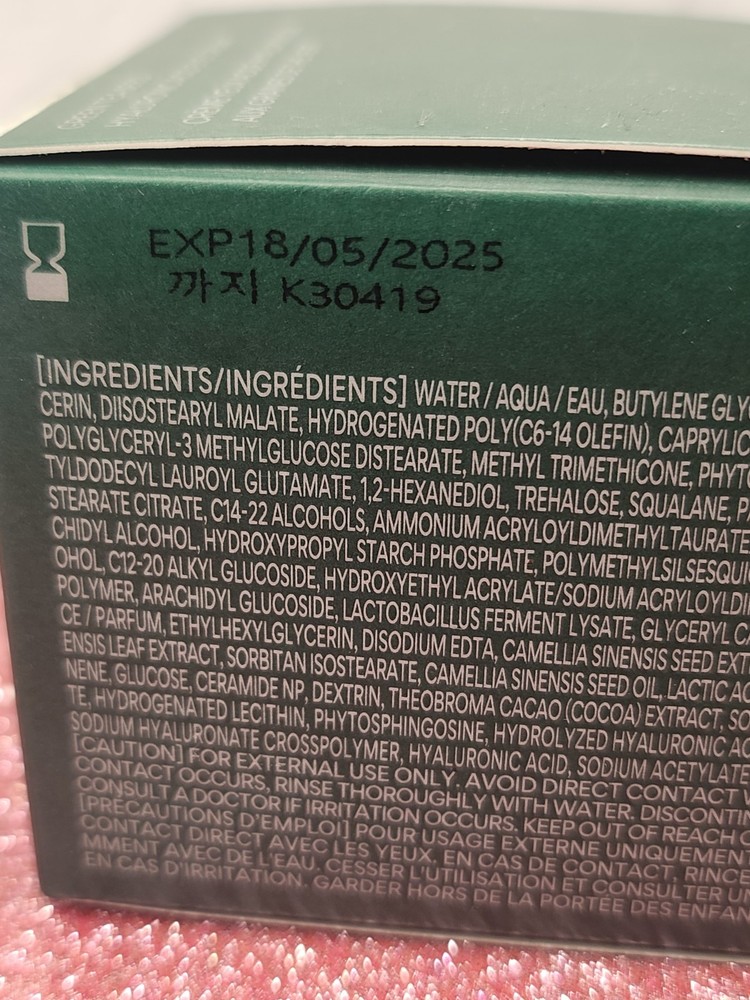 EXP18/05/2025
까지 K30419
[INGREDIENTS/INGRÉDIENTS] WATER / AQUA / EAU, BUTYLENE GLY
CERIN, DIISOSTEARYL MALATE, HYDROGENATED POLY(C6-14 OLEFIN), CAPRYLIC
POLYGLYCERYL-3 METHYLGLUCOSE DISTEARATE, METHYL TRIMETHICONE, PHYT
TYLDODECYL LAUROYL GLUTAMATE, 1,2-HEXANEDIOL, TREHALOSE, SQUALANE, P
STEARATE CITRATE, C14-22 ALCOHOLS, AMMONIUM ACRYLOYLDIMETHYLTAURATE
CHIDYL ALCOHOL, HYDROXYPROPYL STARCH PHOSPHATE, POLYMETHYLSILSESQUI
OHOL, C12-20 ALKYL GLUCOSIDE, HYDROXYETHYL ACRYLATE/SODIUM ACRYLOYLD
POLYMER, ARACHIDYL GLUCOSIDE, LACTOBACILLUS FERMENT LYSATE, GLYCERYL C
CE / PARFUM, ETHYLHEXYLGLYCERIN, DISODIUM EDTA, CAMELLIA SINENSIS SEED EXT
ENSIS LEAF EXTRACT, SORBITAN ISOSTEARATE, CAMELLIA SINENSIS SEED OIL, LACTIC AC
NENE, GLUCOSE, CERAMIDE NP, DEXTRIN, THEOBROMA CACAO (COCOA) EXTRACT, SO
TE, HYDROGENATED LECITHIN, PHYTOSPHINGOSINE, HYDROLYZED HYALURONIC AC
SODIUM HYALURONATE CROSSPOLYMER, HYALURONIC ACID, SODIUM ACETYLATE
[CAUTION] FOR EXTERNAL USE ONLY. AVOID DIRECT CONTACT
CONTACT OCCURS, RINSE THOROUGHLY WITH WATER. DISCONTIN
CONSULT A DOCTOR IF IRRITATION OCCURS. KEEP OUT OF REACH
[PRÉCAUTIONS D'EMPLOI] POUR USAGE EXTERNE UNIQUEMENT
CONTACT DIRECT AVEC LES YEUX. EN CAS DE CONTACT, RINCE
MMENT AVEC DE L'EAU. CESSER L'UTILISATION ET CONSULTER U
EN CAS D'IRRITATION. GARDER HORS DE LA PORTÉE DES ENFAN